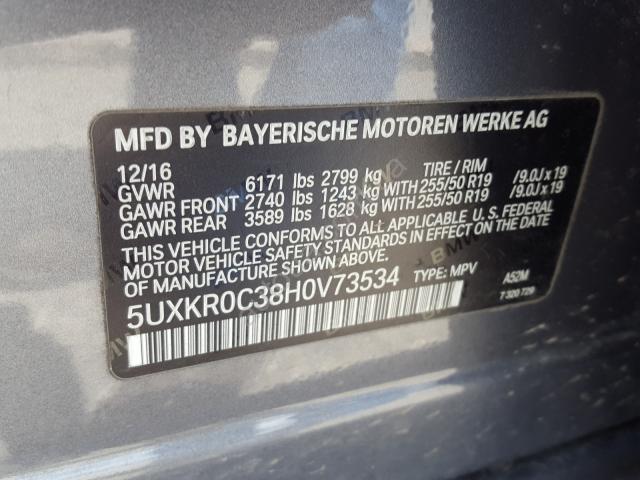 MFD BY BAYERISCHE MOTOREN WERKE AG
12/16 TIRE / RIM
GVWR 6171 lbs 2799 kg
GAWR FRONT 2740 lbs 1243 kg WITH 255/50 R19 /9.0J x 19
GAWR REAR 3589 lbs 1628 kg WITH 255/50 R19 /9.0J x 19
THIS VEHICLE CONFORMS TO ALL APPLICABLE U. S. FEDERAL
MOTOR VEHICLE SAFETY STANDARDS IN EFFECT ON THE
DATE OF MANUFACTURE SHOWN ABOVE.
5UXKR0C38H0V73534 TYPE: MPV A52M
7 320 729